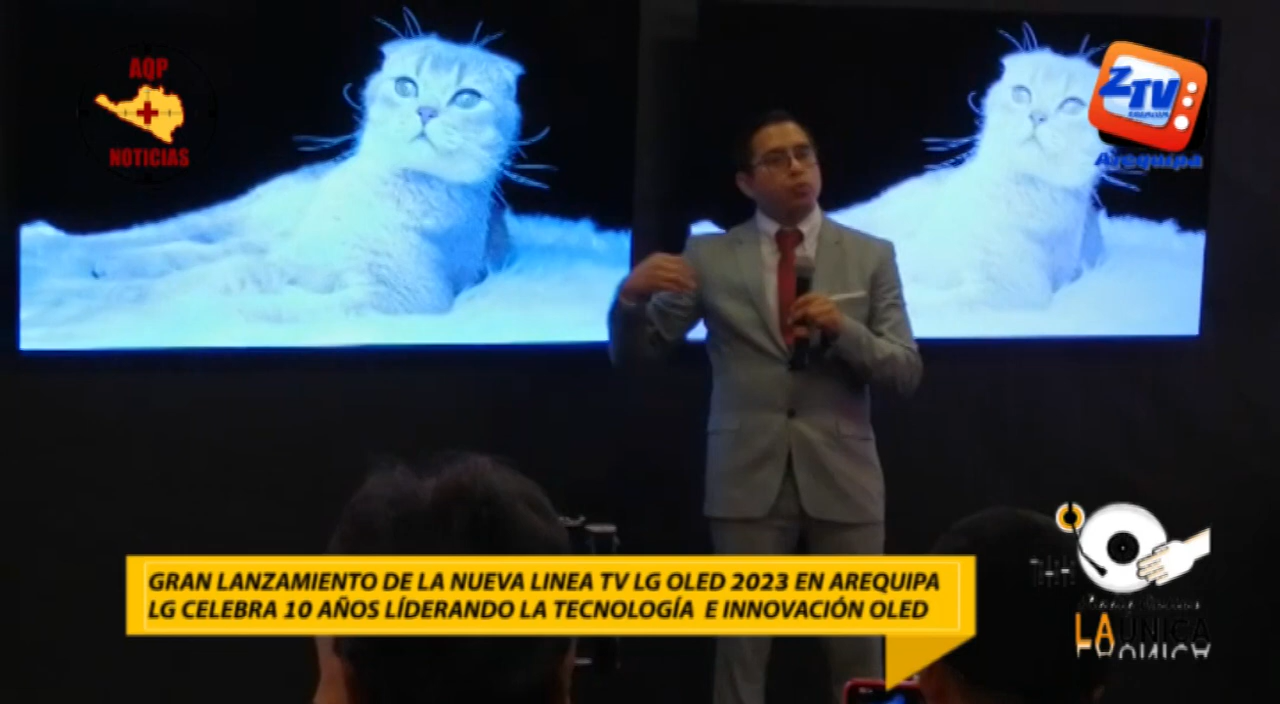 AQP
NOTICIAS
ZTV
Arequipa
GRAN LANZAMIENTO DE LA NUEVA LINEA TV LG OLED 2023 EN AREQUIPA
LG CELEBRA 10 AÑOS LÍDERANDO LA TECNOLOGÍA E INNOVACIÓN OLED
LA ÚNICA